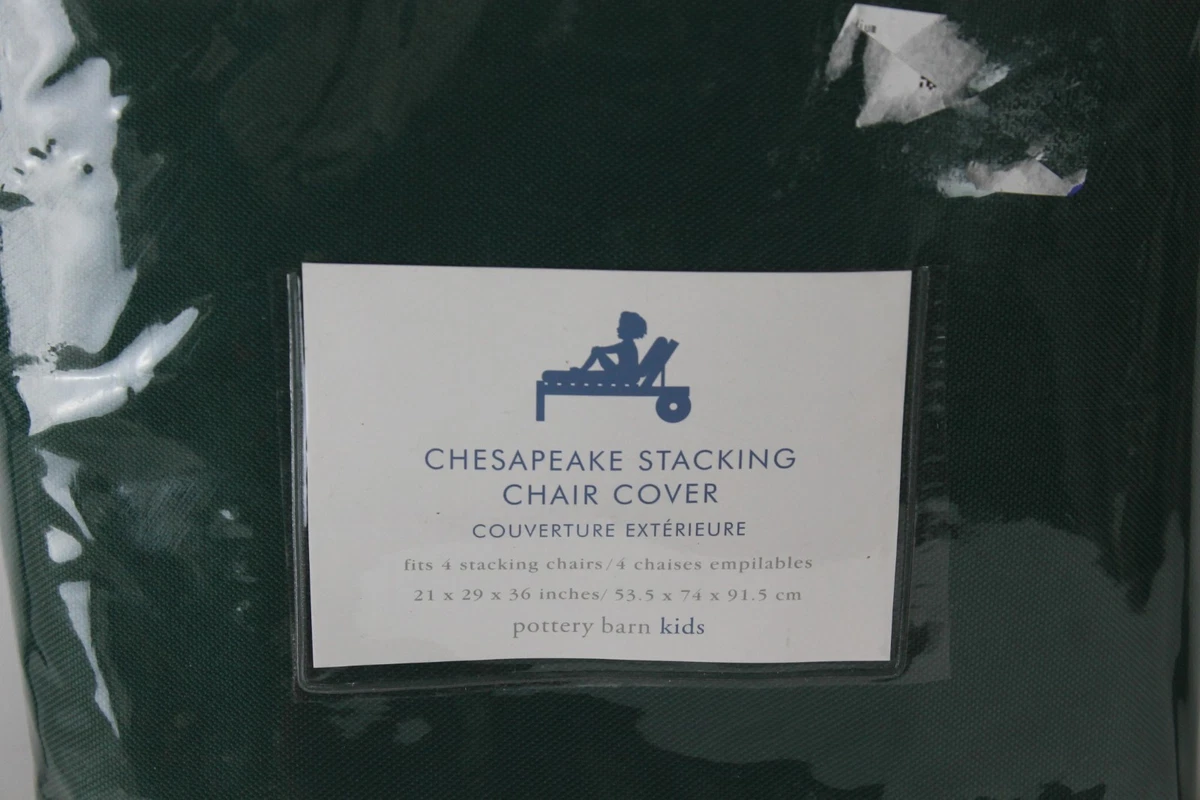 CHESAPEAKE STACKING
CHAIR COVER
COUVERTURE EXTÉRIEURE
fits 4 stacking chairs/4 chaises empilables
21 x 29 x 36 inches/ 53.5 x 74 x 91.5 cm
pottery barn kids